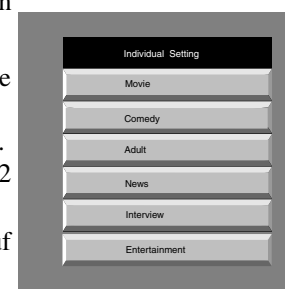 Individual Setting
Movie
Comedy
Adult
News
Interview
Entertainment